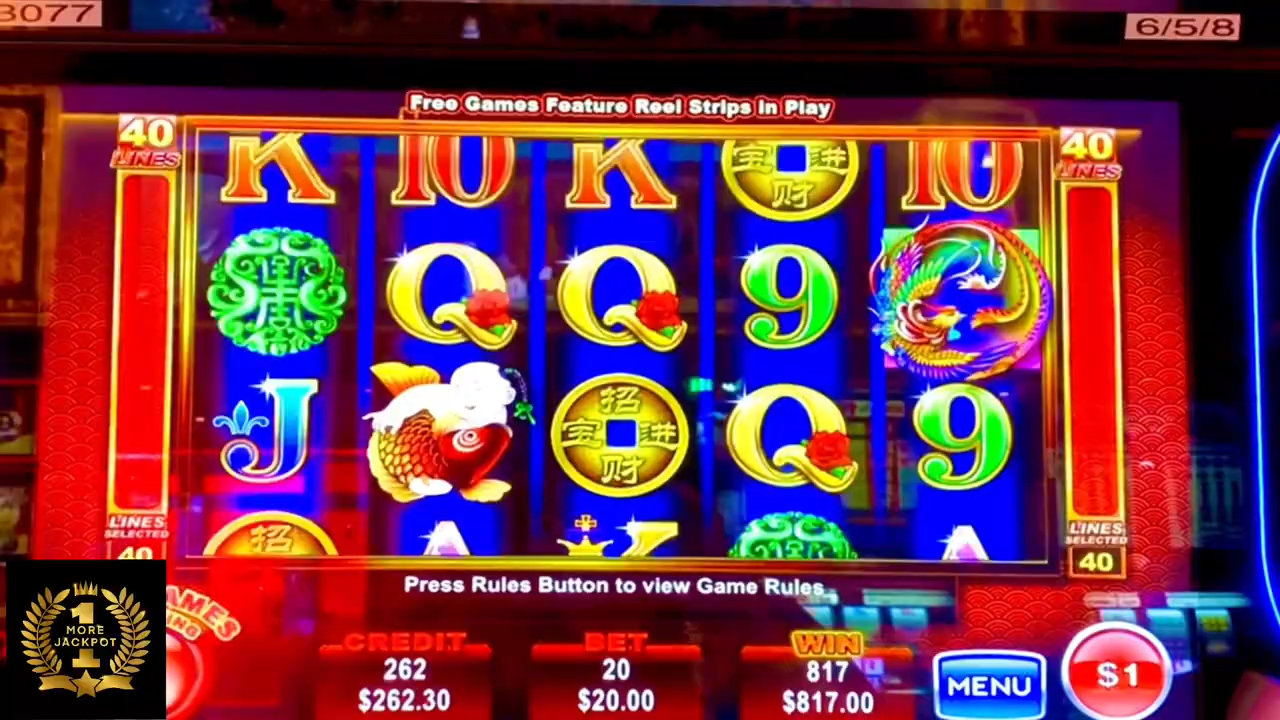 3077
6/5/8
Free Games Feature Reel Strips in Play
40
LINES
40
LINES
K 10 K 宝 进 财 10
Q Q 9
J 招 宝 进 财 Q 9
招 A A
LINES
SELECTED
40
LINES
SELECTED
40
Press Rules Button to view Game Rules
CREDIT
262
$262.30
BET
20
$20.00
WIN
817
$817.00
MENU
$1
1
MORE
JACKPOT